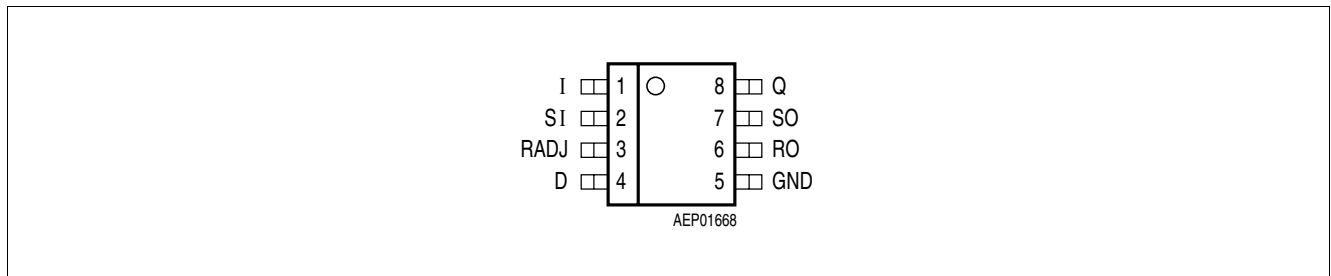 I 1 8 Q
SI 2 7 SO
RADJ 3 6 RO
D 4 5 GND
AEP01668